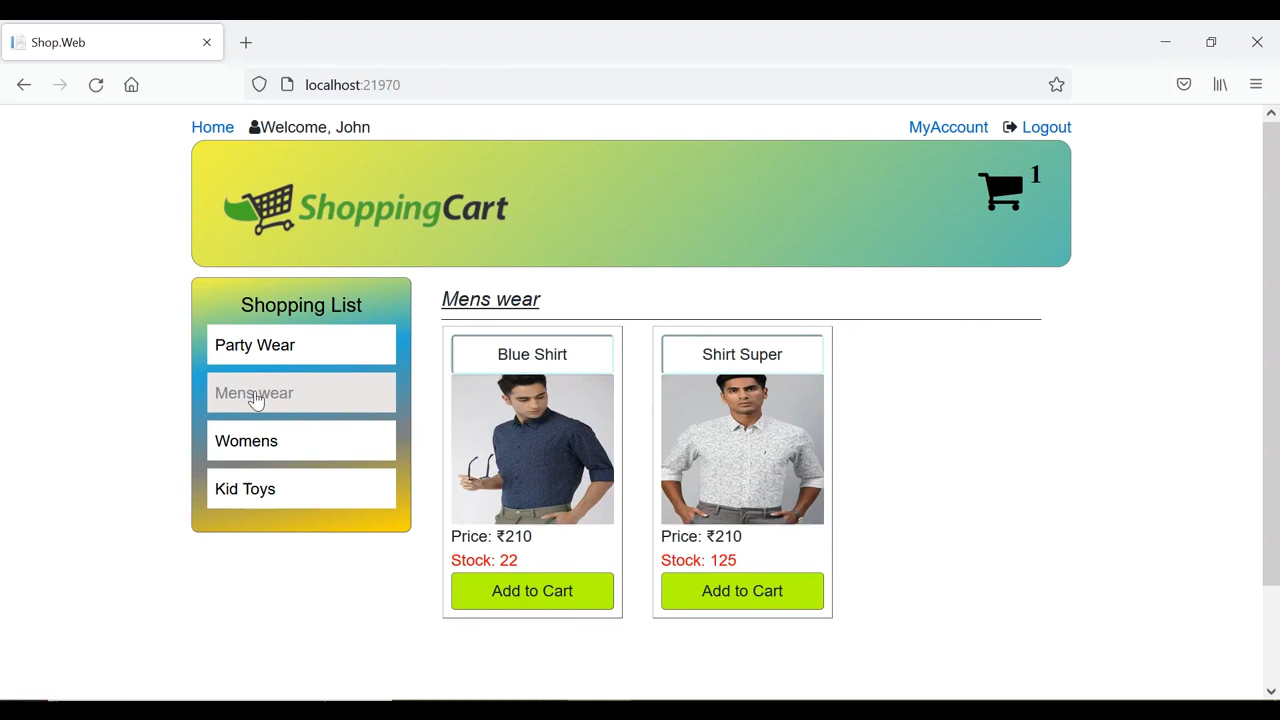 Shop.Web
localhost:21970
Home Welcome, John MyAccount Logout
ShoppingCart
1
Shopping List
Party Wear
Mens wear
Womens
Kid Toys
Mens wear
Blue Shirt
Price: ₹210
Stock: 22
Add to Cart
Shirt Super
Price: ₹210
Stock: 125
Add to Cart